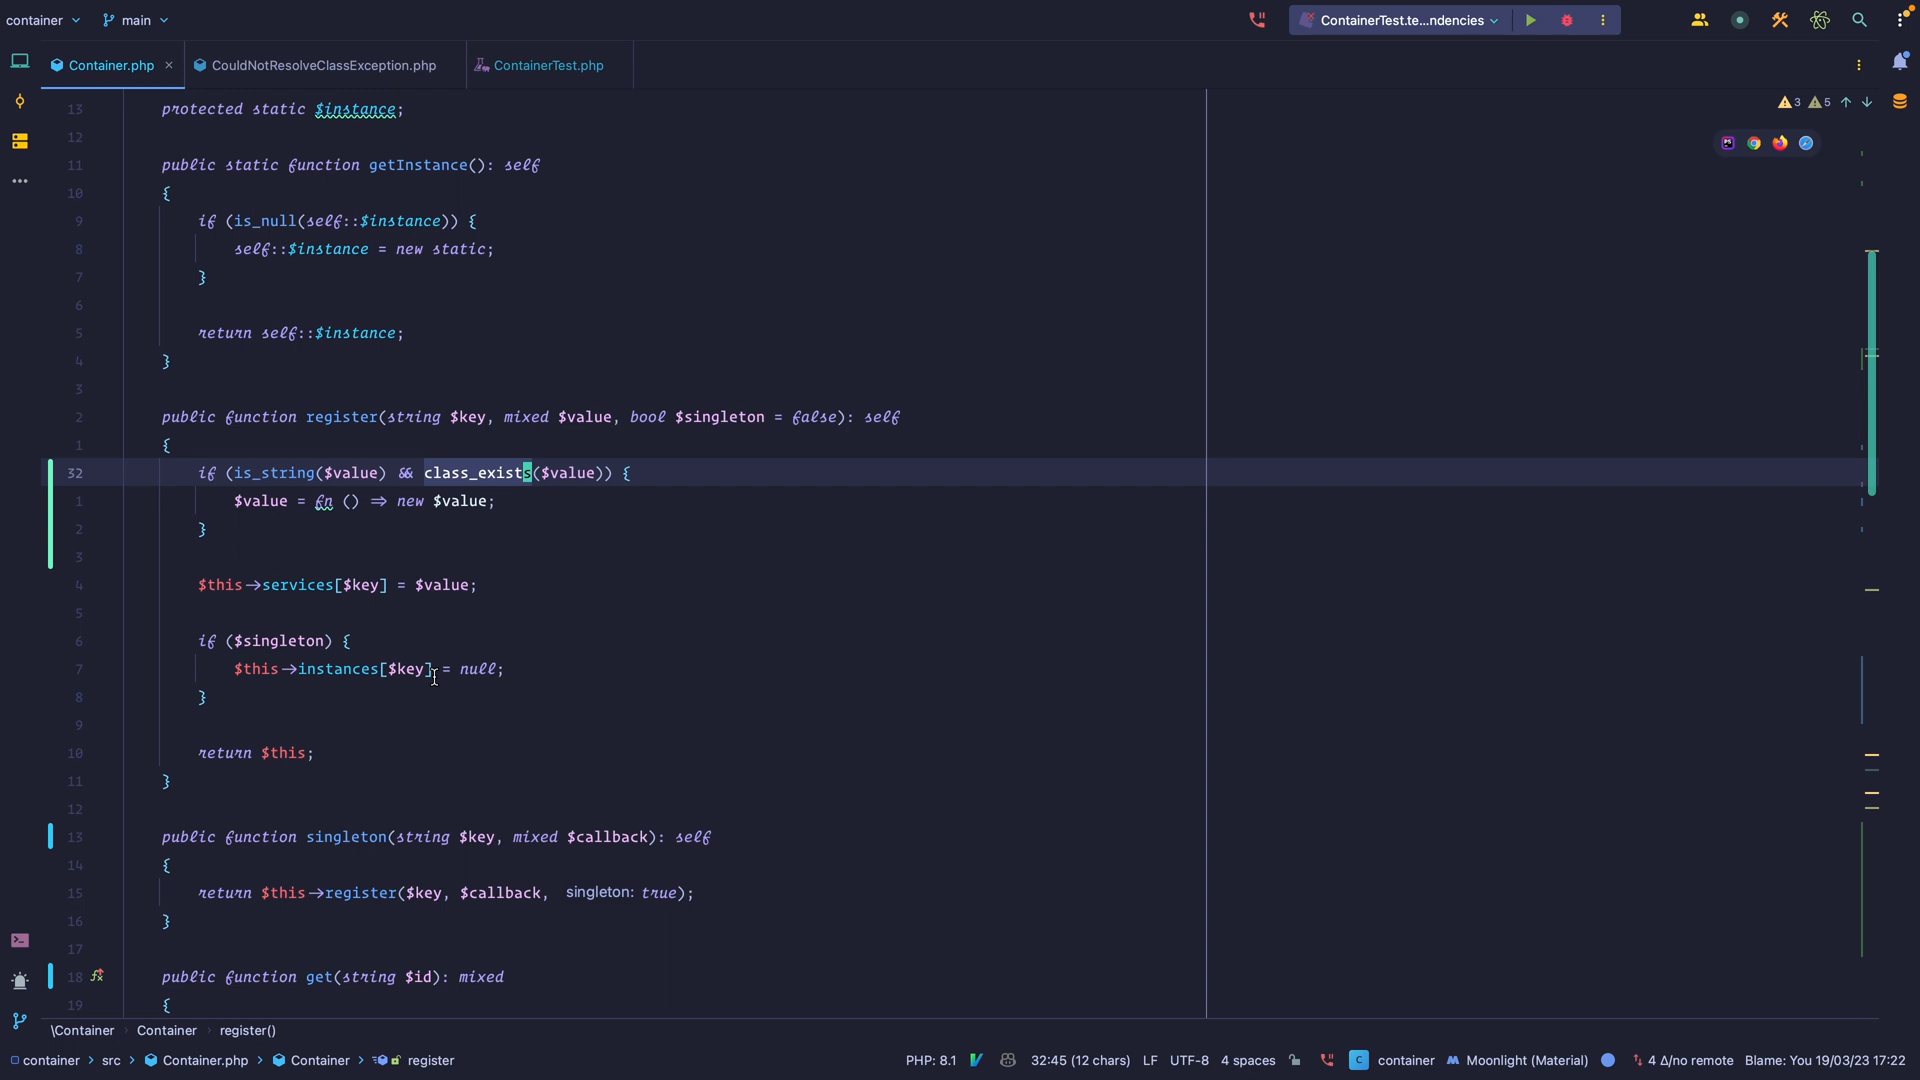 container main ContainerTest.te...ndencies
Container.php CouldNotResolveClassException.php ContainerTest.php
13 protected static $instance; 3 5
12
11 public static function getInstance(): self
10 {
9 if (is_null(self::$instance)) {
8 self::$instance = new static;
7 }
6
5 return self::$instance;
4 }
3
2 public function register(string $key, mixed $value, bool $singleton = false): self
1 {
32 if (is_string($value) && class_exists($value)) {
1 $value = fn () => new $value;
2 }
3
4 $this->services[$key] = $value;
5
6 if ($singleton) {
7 $this->instances[$key] = null;
8 }
9
10 return $this;
11 }
12
13 public function singleton(string $key, mixed $callback): self
14 {
15 return $this->register($key, $callback, singleton: true);
16 }
17
18 public function get(string $id): mixed
19 {
\Container Container register()
container src Container.php Container register PHP: 8.1 32:45 (12 chars) LF UTF-8 4 spaces C container Moonlight (Material) 4 Δ/no remote Blame: You 19/03/23 17:22